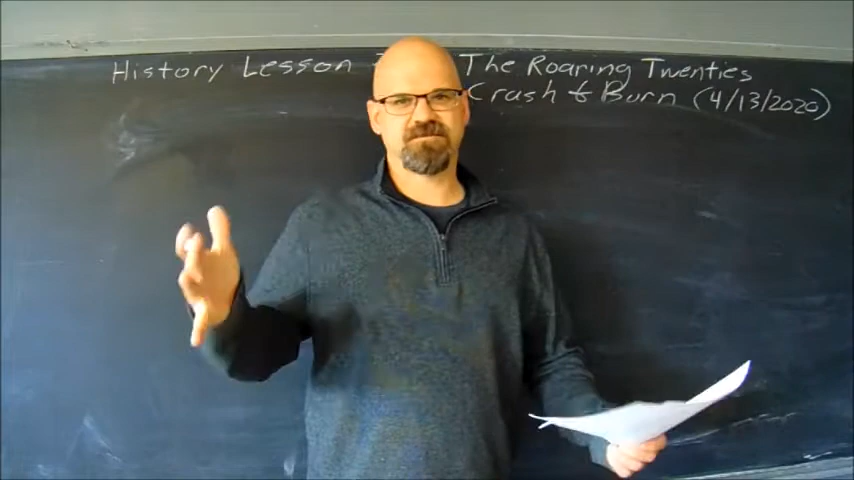 History Lesson The Roaring Twenties
Crash & Burn (4/13/2020)